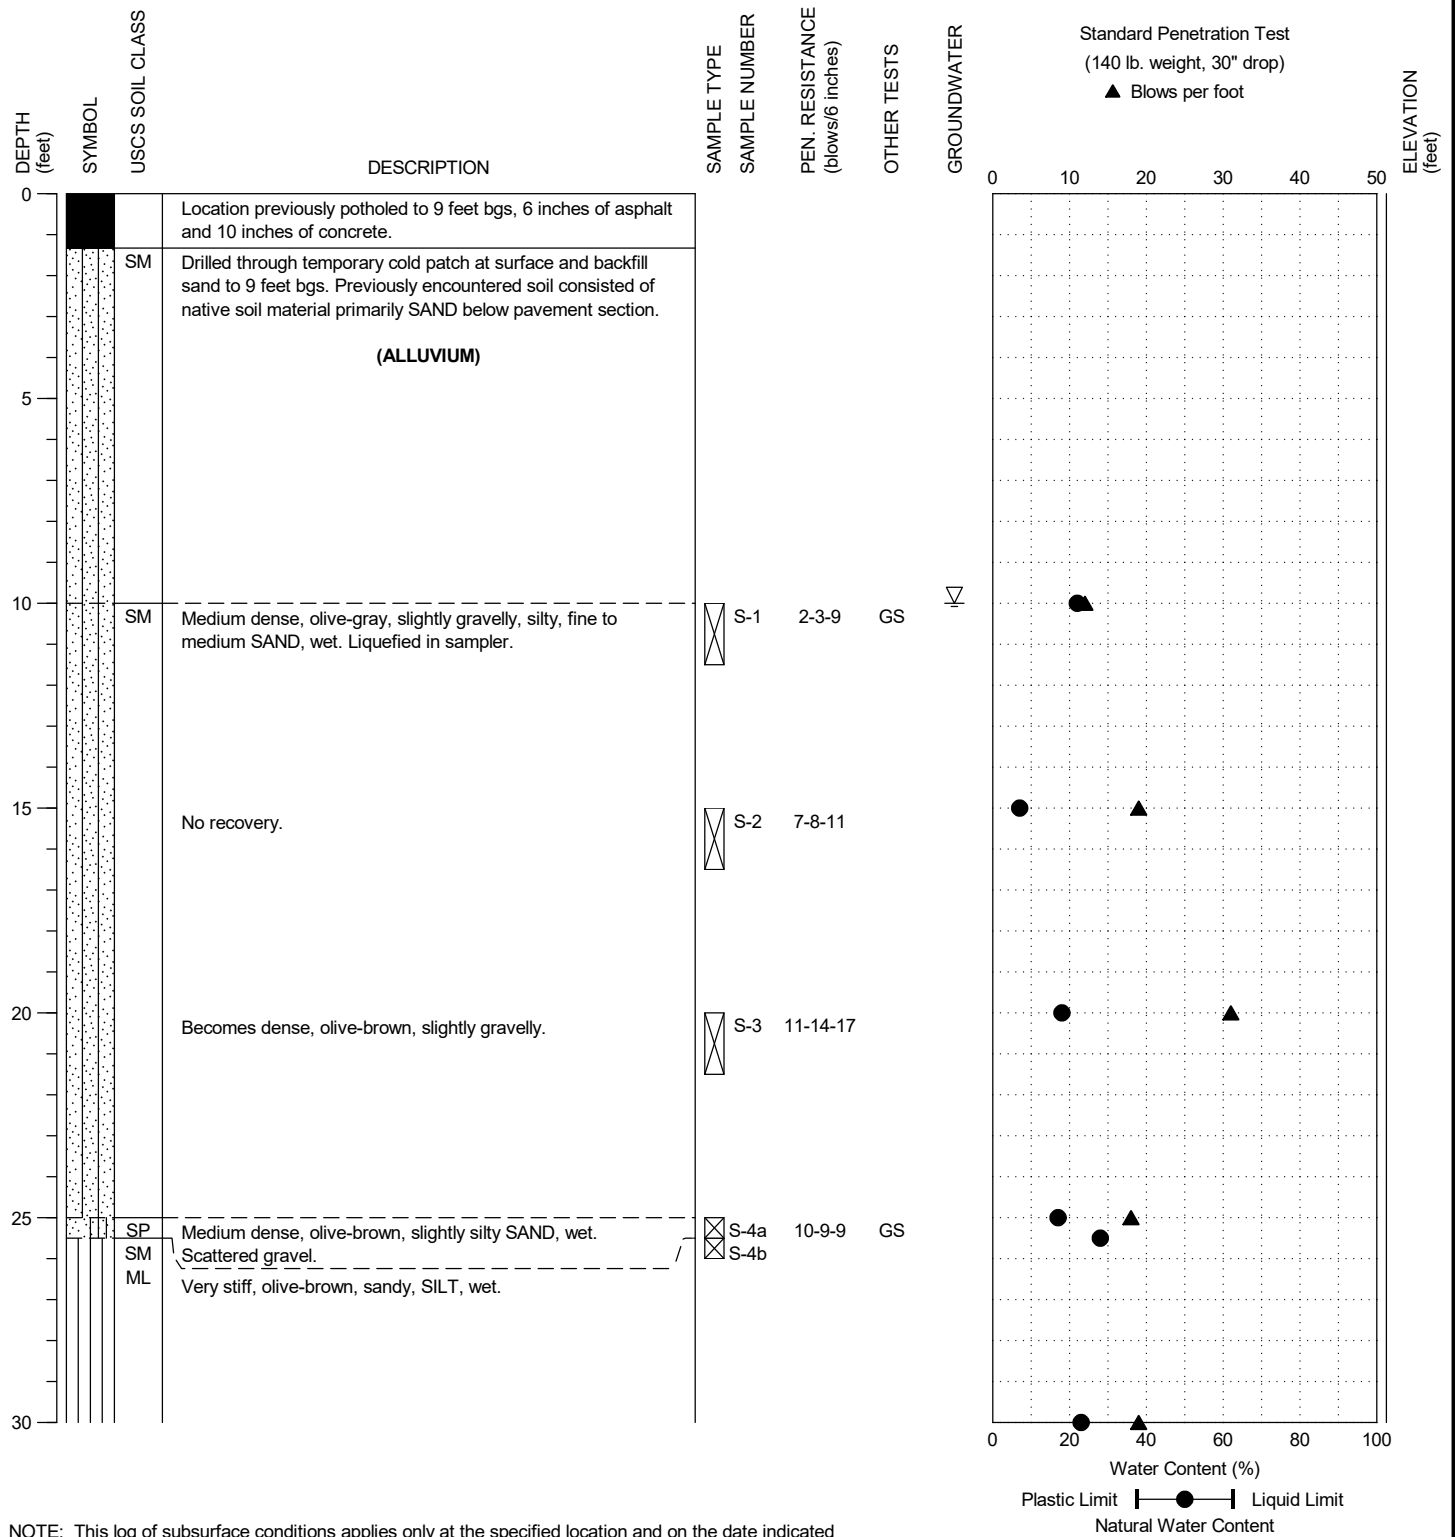 DEPTH
(feet)
SYMBOL
USCS SOIL CLASS
DESCRIPTION
SAMPLE TYPE
SAMPLE NUMBER
PEN. RESISTANCE
(blows/6 inches)
OTHER TESTS
GROUNDWATER
Standard Penetration Test
(140 lb. weight, 30" drop)
▲ Blows per foot
ELEVATION
(feet)
0 10 20 30 40 50
0
Location previously potholed to 9 feet bgs, 6 inches of asphalt
and 10 inches of concrete.
SM Drilled through temporary cold patch at surface and backfill
sand to 9 feet bgs. Previously encountered soil consisted of
native soil material primarily SAND below pavement section.
(ALLUVIUM)
5
10
SM Medium dense, olive-gray, slightly gravelly, silty, fine to S-1 2-3-9 GS
medium SAND, wet. Liquefied in sampler.
15
No recovery. S-2 7-8-11
20
Becomes dense, olive-brown, slightly gravelly. S-3 11-14-17
25
SP Medium dense, olive-brown, slightly silty SAND, wet. S-4a 10-9-9 GS
SM Scattered gravel. S-4b
ML Very stiff, olive-brown, sandy, SILT, wet.
30
0 20 40 60 80 100
Water Content (%)
Plastic Limit Liquid Limit
Natural Water Content
NOTE: This log of subsurface conditions applies only at the specified location and on the date indicated